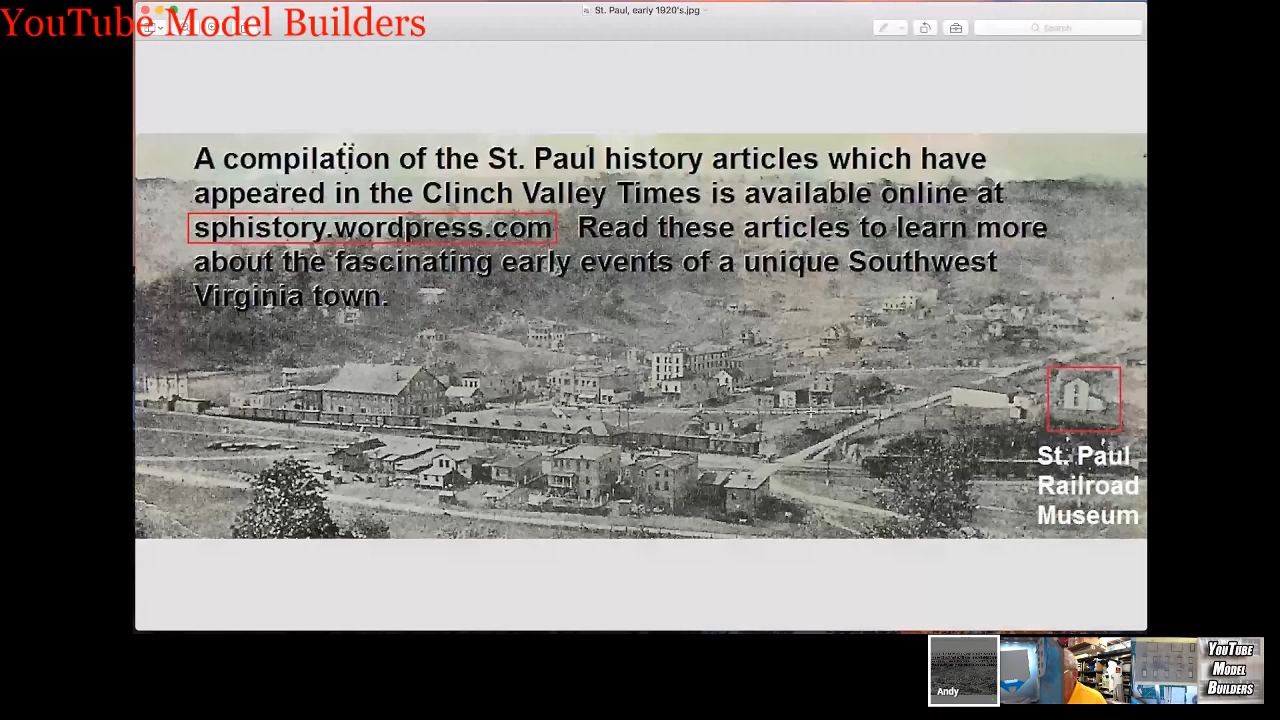 YouTube Model Builders
St. Paul, early 1920's.jpg
Search
A compilation of the St. Paul history articles which have
appeared in the Clinch Valley Times is available online at
sphistory.wordpress.com Read these articles to learn more
about the fascinating early events of a unique Southwest
Virginia town.
St. Paul
Railroad
Museum
Andy
YouTube
Model
Builders